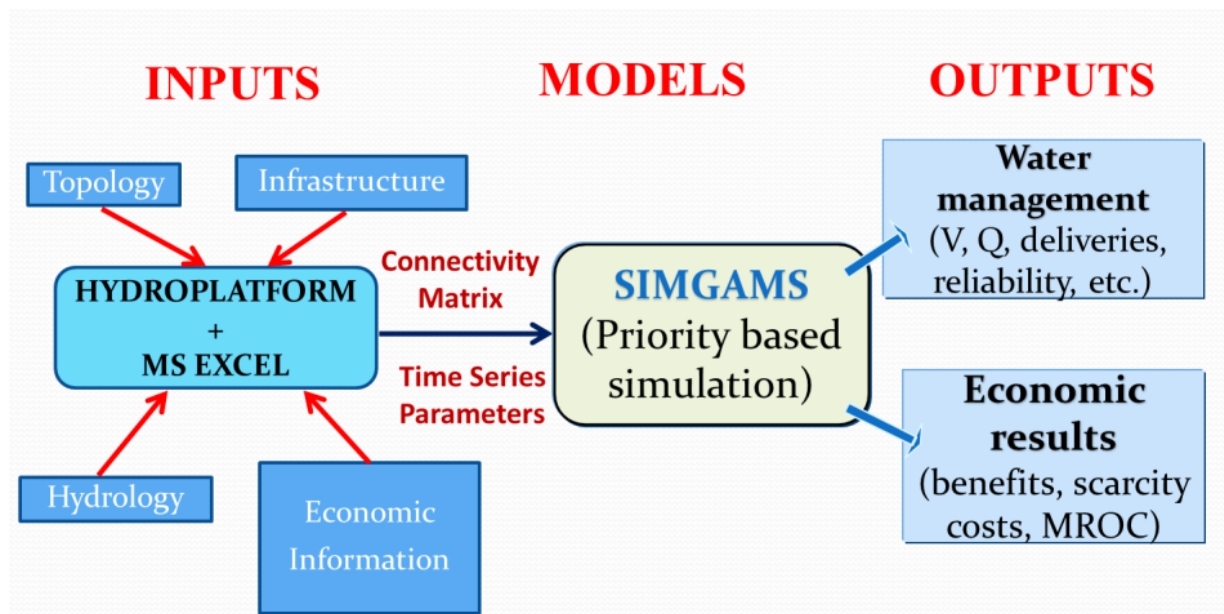 INPUTS
MODELS
OUTPUTS
Topology
Infrastructure
HYDROPLATFORM
+
MS EXCEL
Hydrology
Economic
Information
Connectivity
Matrix
Time Series
Parameters
SIMGAMS
(Priority based
simulation)
Water
management
(V, Q, deliveries,
reliability, etc.)
Economic
results
(benefits, scarcity
costs, MROC)